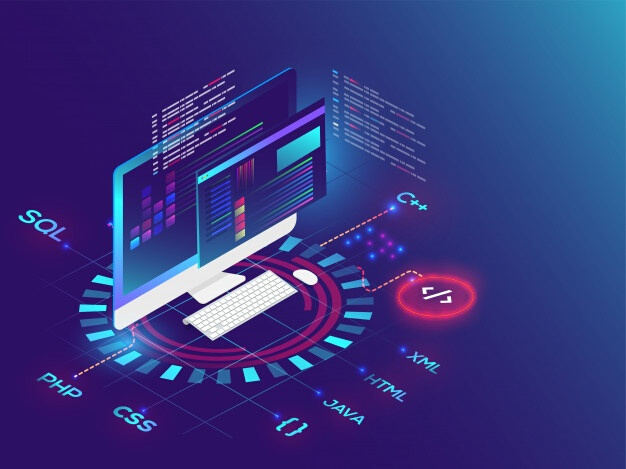 C++
SQL
</>
XML
HTML
PHP
JAVA
CSS
{ }